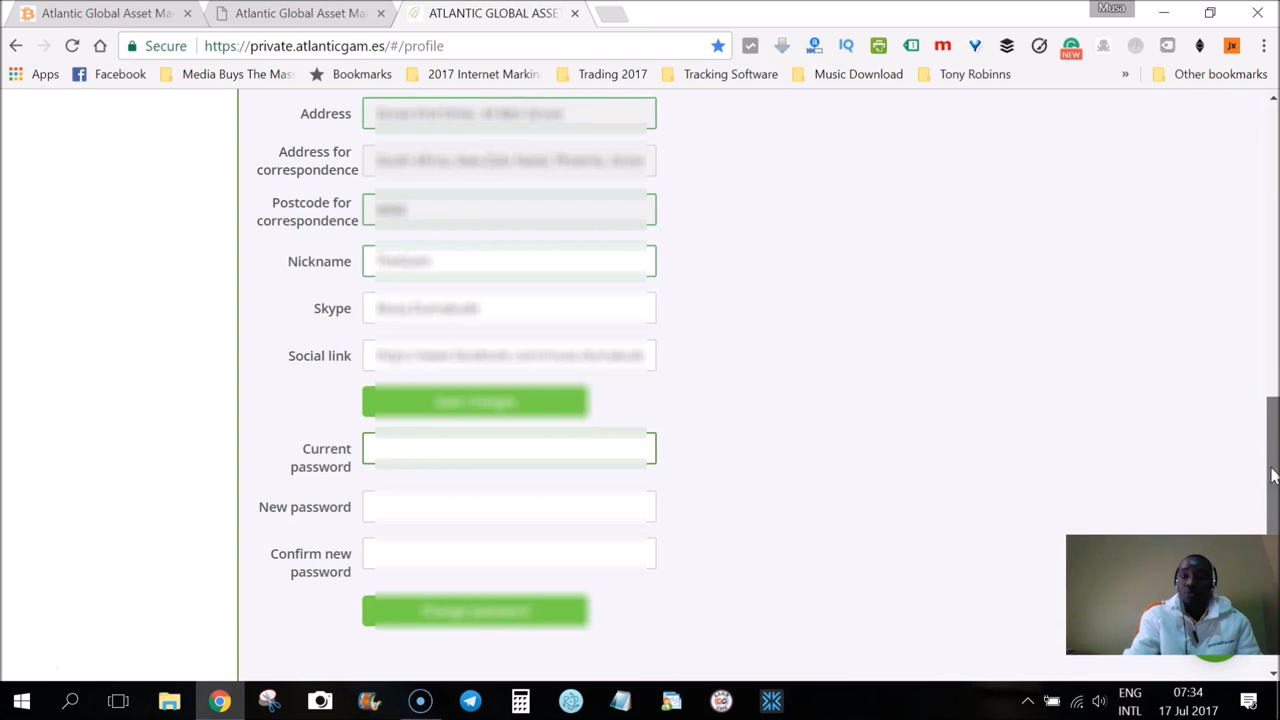 Atlantic Global Asset Ma
Atlantic Global Asset Ma
ATLANTIC GLOBAL ASSE
Musa
Secure
https://private.atlanticgam.es/#/profile
NEW
Apps
Facebook
Media Buys The Mas
Bookmarks
2017 Internet Markin
Trading 2017
Tracking Software
Music Download
Tony Robinns
»
Other bookmarks
Address
Address for
correspondence
Postcode for
correspondence
Nickname
Skype
Social link
Current
password
New password
Confirm new
password
ENG
INTL
07:34
17 Jul 2017